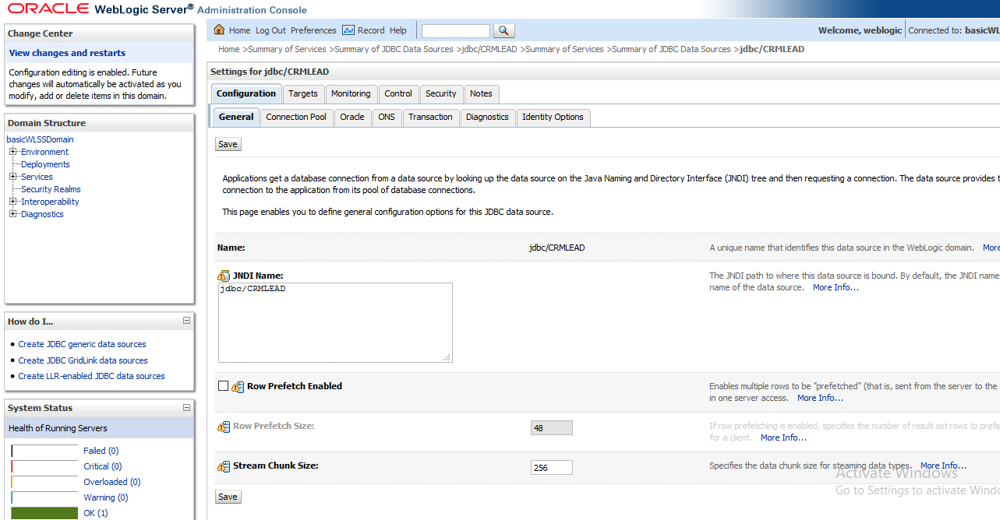 ORACLE WebLogic Server® Administration Console
Change Center
View changes and restarts
Configuration editing is enabled. Future
changes will automatically be activated as you
modify, add or delete items in this domain.
Domain Structure
basicWLSSDomain
Environment
Deployments
Services
Security Realms
Interoperability
Diagnostics
How do I...
Create JDBC generic data sources
Create JDBC GridLink data sources
Create LLR-enabled JDBC data sources
System Status
Health of Running Servers
Failed (0)
Critical (0)
Overloaded (0)
Warning (0)
OK (1)
Home Log Out Preferences Record Help
Welcome, weblogic Connected to: basicWL
Home >Summary of Services >Summary of JDBC Data Sources >jdbc/CRMLEAD >Summary of Services >Summary of JDBC Data Sources >jdbc/CRMLEAD
Settings for jdbc/CRMLEAD
Configuration Targets Monitoring Control Security Notes
General Connection Pool Oracle ONS Transaction Diagnostics Identity Options
Save
Applications get a database connection from a data source by looking up the data source on the Java Naming and Directory Interface (JNDI) tree and then requesting a connection. The data source provides t
connection to the application from its pool of database connections.
This page enables you to define general configuration options for this JDBC data source.
Name: jdbc/CRMLEAD A unique name that identifies this data source in the WebLogic domain. More
JNDI Name:
jdbc/CRMLEAD
The JNDI path to where this data source is bound. By default, the JNDI name
name of the data source. More Info...
Row Prefetch Enabled
Enables multiple rows to be "prefetched" (that is, sent from the server to the
in one server access. More Info...
Row Prefetch Size: 48
If row prefetching is enabled, specifies the number of result set rows to prefe
for a client. More Info...
Stream Chunk Size: 256
Specifies the data chunk size for steaming data types. More Info...
Save
Activate Windows
Go to Settings to activate Windo